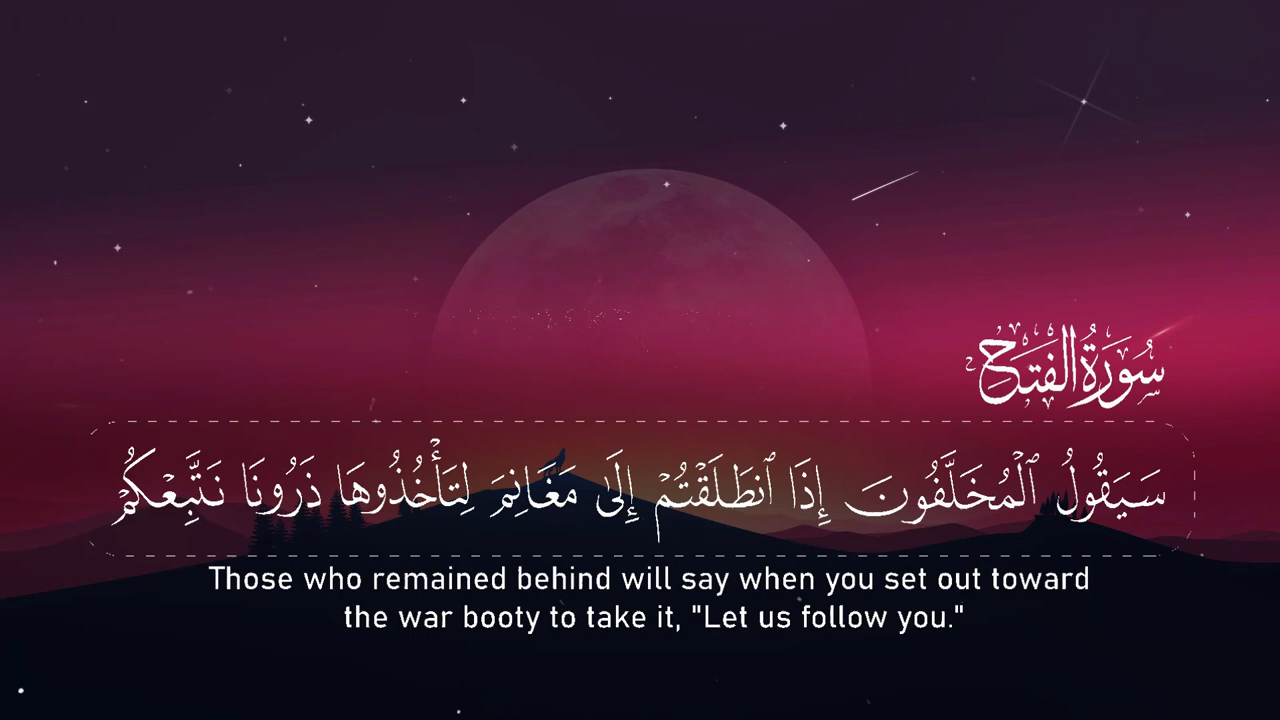 سُورَةُ الفَتۡحِ
سَيَقُولُ ٱلۡمُخَلَّفُونَ إِذَا ٱنطَلَقۡتُمۡ إِلَىٰ مَغَانِمَ لِتَأۡخُذُوهَا ذَرُونَا نَتَّبِعۡكُمۡ
Those who remained behind will say when you set out toward
the war booty to take it, "Let us follow you."